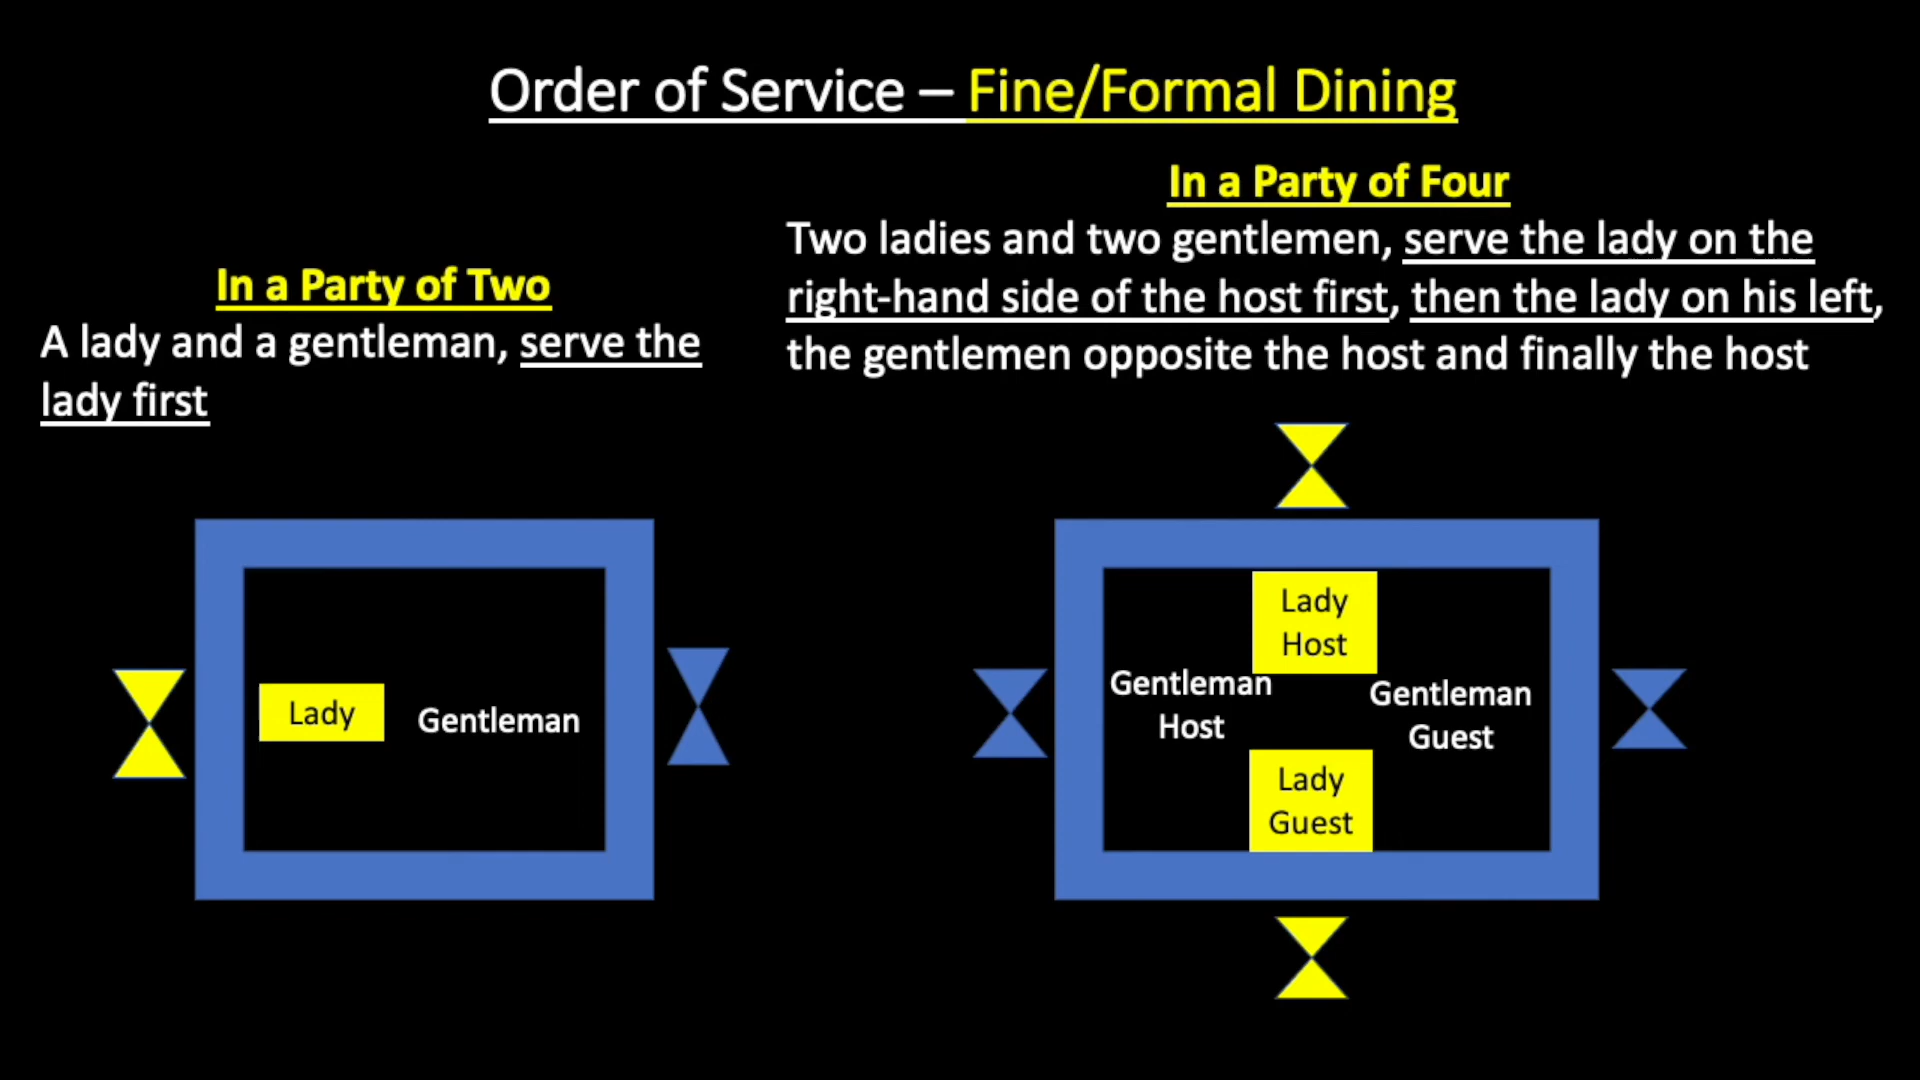 Order of Service – Fine/Formal Dining
In a Party of Two
A lady and a gentleman, serve the
lady first
In a Party of Four
Two ladies and two gentlemen, serve the lady on the
right-hand side of the host first, then the lady on his left,
the gentlemen opposite the host and finally the host
Lady
Gentleman
Lady
Host
Gentleman
Host
Gentleman
Guest
Lady
Guest